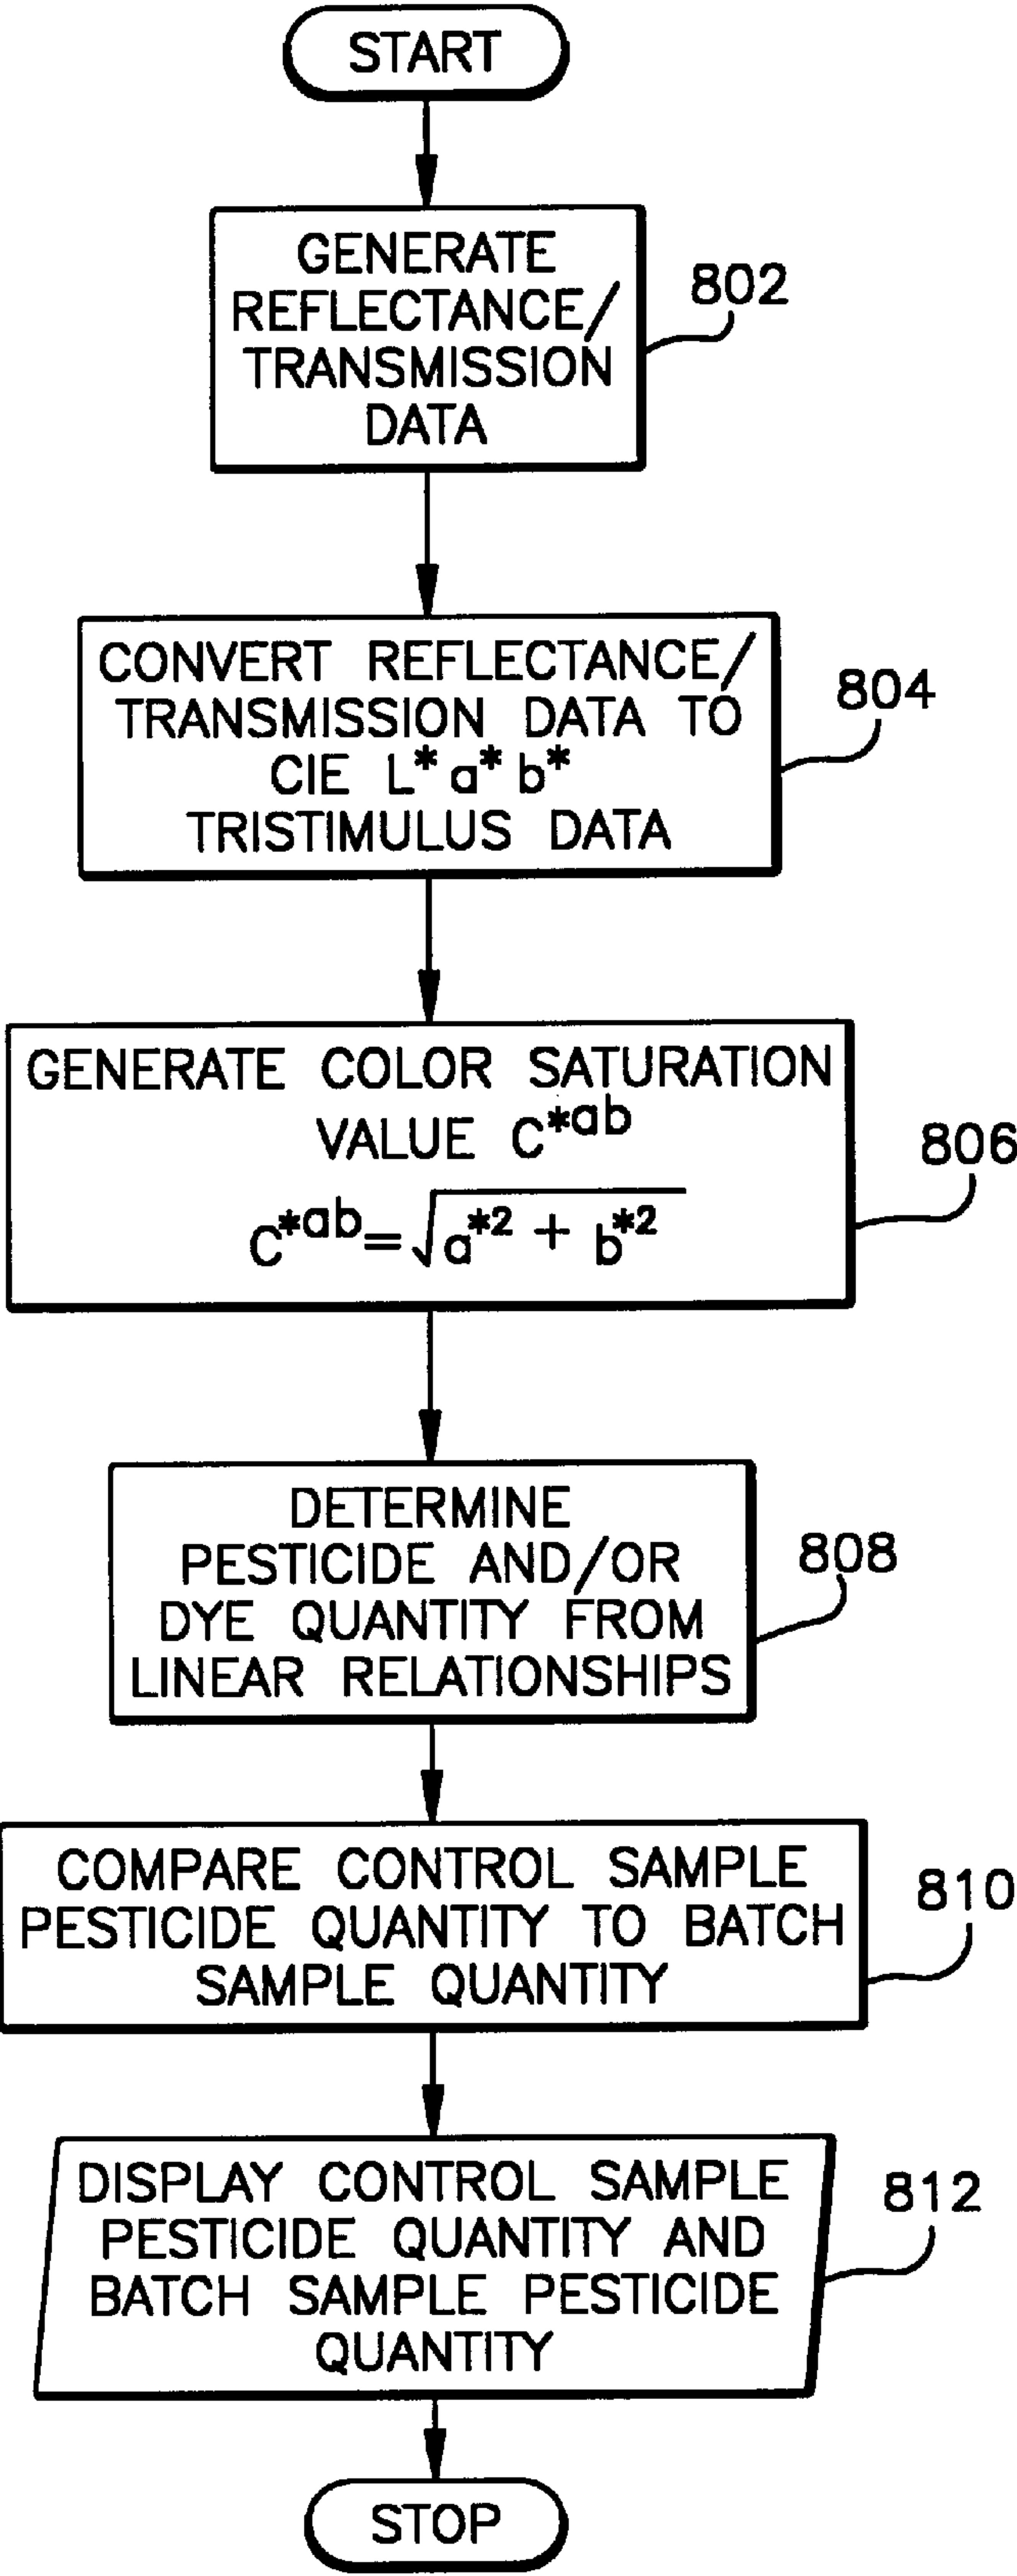 START
GENERATE
REFLECTANCE/
TRANSMISSION
DATA
802
CONVERT REFLECTANCE/
TRANSMISSION DATA TO
CIE L* a* b*
TRISTIMULUS DATA
804
GENERATE COLOR SATURATION
VALUE C*ab
C*ab = √a*2 + b*2
806
DETERMINE
PESTICIDE AND/OR
DYE QUANTITY FROM
LINEAR RELATIONSHIPS
808
COMPARE CONTROL SAMPLE
PESTICIDE QUANTITY TO BATCH
SAMPLE QUANTITY
810
DISPLAY CONTROL SAMPLE
PESTICIDE QUANTITY AND
BATCH SAMPLE PESTICIDE
QUANTITY
812
STOP